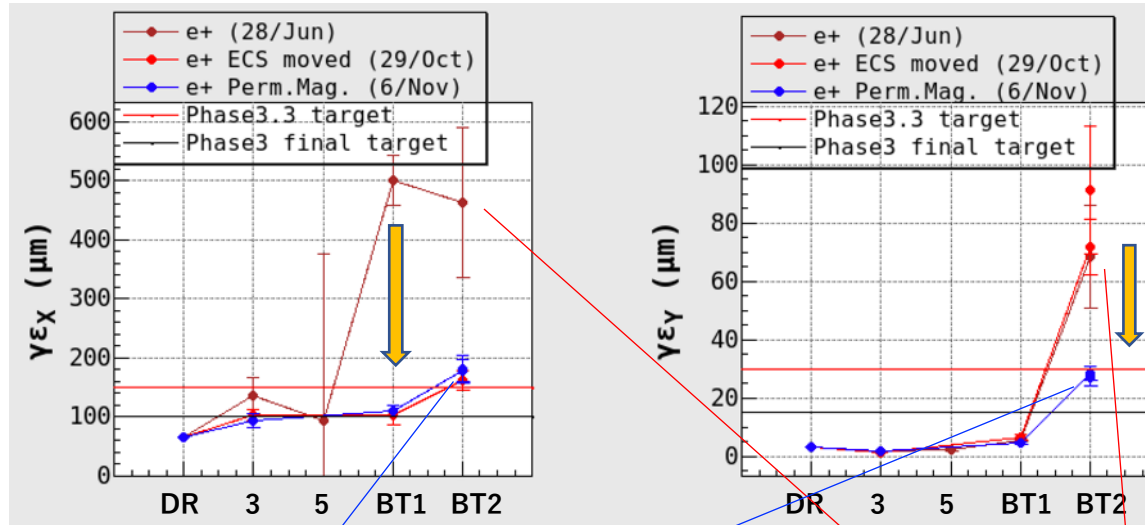 e+ (28/Jun)
e+ ECS moved (29/Oct)
e+ Perm.Mag. (6/Nov)
Phase3.3 target
Phase3 final target
γεX (μm)
600
500
400
300
200
100
0
DR 3 5 BT1 BT2
e+ (28/Jun)
e+ ECS moved (29/Oct)
e+ Perm.Mag. (6/Nov)
Phase3.3 target
Phase3 final target
γεY (μm)
120
100
80
60
40
20
0
DR 3 5 BT1 BT2